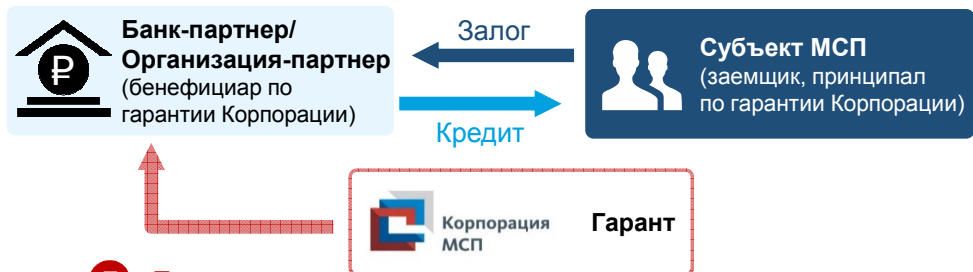 Банк-партнер/
Организация-партнер
(бенефициар по
гарантии Корпорации)
Залог
Кредит
Субъект МСП
(заемщик, принципал
по гарантии Корпорации)
Корпорация
МСП
Гарант